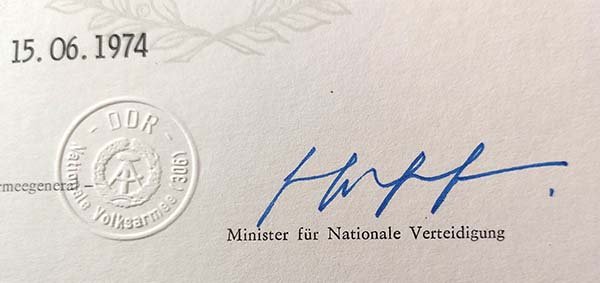 15.06.1974
DDR
Nationale Volksarmee
rmeegeneral –
Minister für Nationale Verteidigung